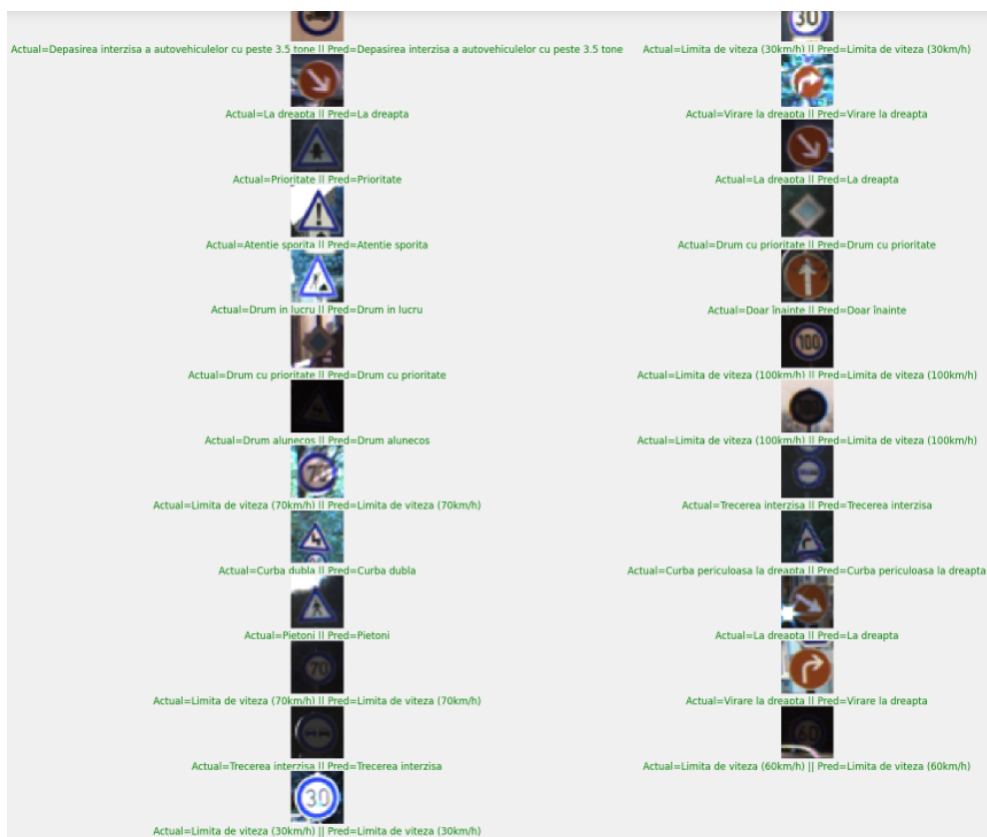 Actual=Depasirea interzisa a autovehiculelor cu peste 3.5 tone || Pred=Depasirea interzisa a autovehiculelor cu peste 3.5 tone
30
Actual=Limita de viteza (30km/h) || Pred=Limita de viteza (30km/h)
Actual=La dreapta || Pred=La dreapta
Actual=Virare la dreapta || Pred=Virare la dreapta
Actual=Prioritate || Pred=Prioritate
Actual=La dreapta || Pred=La dreapta
Actual=Atentie sporita || Pred=Atentie sporita
Actual=Drum cu prioritate || Pred=Drum cu prioritate
Actual=Drum in lucru || Pred=Drum in lucru
Actual=Doar înainte || Pred=Doar înainte
Actual=Drum cu prioritate || Pred=Drum cu prioritate
100
Actual=Limita de viteza (100km/h) || Pred=Limita de viteza (100km/h)
Actual=Drum alunecos || Pred=Drum alunecos
Actual=Limita de viteza (100km/h) || Pred=Limita de viteza (100km/h)
70
Actual=Limita de viteza (70km/h) || Pred=Limita de viteza (70km/h)
Actual=Trecerea interzisa || Pred=Trecerea interzisa
Actual=Curba dubla || Pred=Curba dubla
Actual=Curba periculoasa la dreapta || Pred=Curba periculoasa la dreapta
Actual=Pietoni || Pred=Pietoni
Actual=La dreapta || Pred=La dreapta
70
Actual=Limita de viteza (70km/h) || Pred=Limita de viteza (70km/h)
Actual=Virare la dreapta || Pred=Virare la dreapta
Actual=Trecerea interzisa || Pred=Trecerea interzisa
60
Actual=Limita de viteza (60km/h) || Pred=Limita de viteza (60km/h)
30
Actual=Limita de viteza (30km/h) || Pred=Limita de viteza (30km/h)